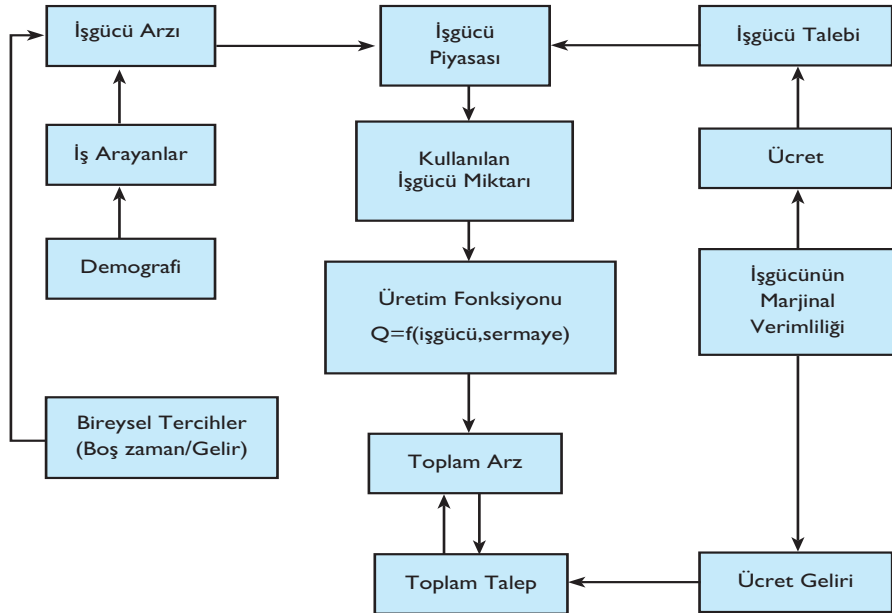 İşgücü Arzı
İşgücü
Piyasası
İşgücü Talebi
İş Arayanlar
Kullanılan
İşgücü Miktarı
Ücret
Demografi
Üretim Fonksiyonu
Q=f(işgücü,sermaye)
İşgücünün
Marjinal
Verimliliği
Bireysel Tercihler
(Boş zaman/Gelir)
Toplam Arz
Toplam Talep
Ücret Geliri